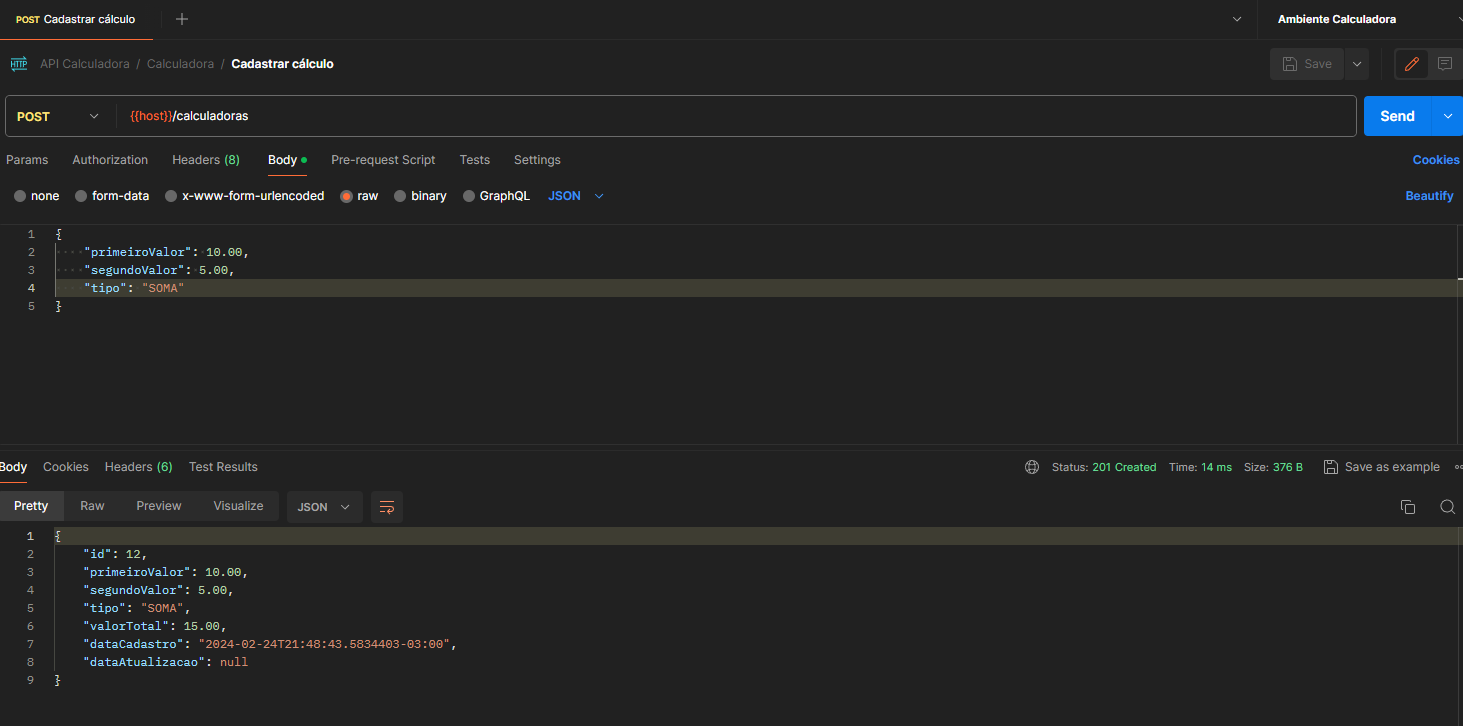 POST Cadastrar cálculo
Ambiente Calculadora
HTTP API Calculadora / Calculadora / Cadastrar cálculo
Save
POST {{host}}/calculadoras
Send
Params Authorization Headers (8) Body Pre-request Script Tests Settings Cookies
none form-data x-www-form-urlencoded raw binary GraphQL JSON Beautify
1 {
2 "primeiroValor": 10.00,
3 "segundoValor": 5.00,
4 "tipo": "SOMA"
5 }
Body Cookies Headers (6) Test Results Status: 201 Created Time: 14 ms Size: 376 B Save as example
Pretty Raw Preview Visualize JSON
1 {
2 "id": 12,
3 "primeiroValor": 10.00,
4 "segundoValor": 5.00,
5 "tipo": "SOMA",
6 "valorTotal": 15.00,
7 "dataCadastro": "2024-02-24T21:48:43.5834403-03:00",
8 "dataAtualizacao": null
9 }